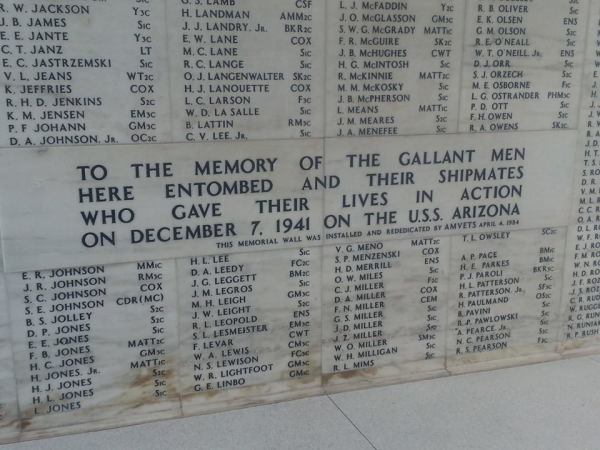 R. W. JACKSON Y3C
J. B. JAMES S1C
E. E. JANTE Y3C
C. T. JANZ LT
E. C. JASTRZEMSKI S1C
V. L. JEANS WT2C
K. JEFFRIES COX
R. H. D. JENKINS S2C
K. M. JENSEN EM3C
P. F. JOHANN GM3C
D. A. JOHNSON, JR. OC2C
G. S. LAMB CSF
H. LANDMAN AMM2C
J. J. LANDRY, JR. BKR2C
E. W. LANE COX
M. C. LANE S1C
R. C. LANGE S1C
O. J. LANGENWALTER SK2C
H. J. LANOUETTE COX
L. C. LARSON F3C
W. D. LA SALLE S1C
B. LATTIN RM3C
C. V. LEE, JR. S1C
L. J. McFADDIN Y2C
J. O. McGLASSON GM3C
S. W. G. McGRADY MATT1C
F. R. McGUIRE SK2C
J. B. McHUGHES CWT
H. G. McINTOSH S1C
R. McKINNIE MATT2C
M. M. McKOSKY S1C
J. B. McPHERSON S1C
L. MEANS MATT1C
J. M. MEARES S1C
J. A. MENEFEE S1C
R. B. OLIVER S1C
E. K. OLSEN ENS
G. M. OLSON S2C
R. E. O'NEALL S1C
W. T. O'NEILL, JR. ENS
D. J. ORR S1C
S. J. ORZECH S2C
M. E. OSBORNE F1C
L. G. OSTRANDER PHM3C
P. D. OTT S1C
F. H. OWEN S2C
R. A. OWENS SK3C
TO THE MEMORY OF THE GALLANT MEN
HERE ENTOMBED AND THEIR SHIPMATES
WHO GAVE THEIR LIVES IN ACTION
ON DECEMBER 7, 1941 ON THE U.S.S. ARIZONA
THIS MEMORIAL WALL WAS INSTALLED AND REDEDICATED BY AMVETS APRIL 4, 1984
E. R. JOHNSON MM1C
J. R. JOHNSON RM3C
S. C. JOHNSON COX
S. E. JOHNSON CDR(MC)
B. S. JOLLEY S2C
D. P. JONES S1C
E. E. JONES S1C
F. B. JONES MATT2C
H. C. JONES GM3C
H. JONES, JR. MATT1C
H. J. JONES S2C
H. L. JONES S1C
L. JONES S1C
H. L. LEE S1C
D. A. LEEDY FC2C
J. G. LEGGETT BM2C
J. M. LEGROS S1C
M. H. LEIGH GM3C
J. W. LEIGHT S2C
R. L. LEOPOLD ENS
S. L. LESMEISTER EM3C
F. LEVAR CWT
W. A. LEWIS CM3C
N. S. LEWISON FC3C
W. R. LIGHTFOOT GM3C
G. E. LINBO GM1C
V. G. MENO MATT2C
S. P. MENZENSKI COX
H. D. MERRILL ENS
O. W. MILES S1C
C. J. MILLER F1C
D. A. MILLER COX
F. N. MILLER CEM
G. S. MILLER S1C
J. D. MILLER S1C
J. Z. MILLER S1C
W. O. MILLER SM3C
W. H. MILLIGAN S1C
R. L. MIMS S1C
T. L. OWSLEY SC2C
A. P. PAGE BM1C
H. E. PARKES BM1C
P. J. PAROLI BKR3C
H. L. PATTERSON S1C
R. PATTERSON, JR. SF3C
H. PAULMAND OS2C
B. PAVINI S1C
R. P. PAWLOWSKI S1C
A. PEARCE, JR. S1C
N. C. PEARSON S1C
R. S. PEARSON F3C